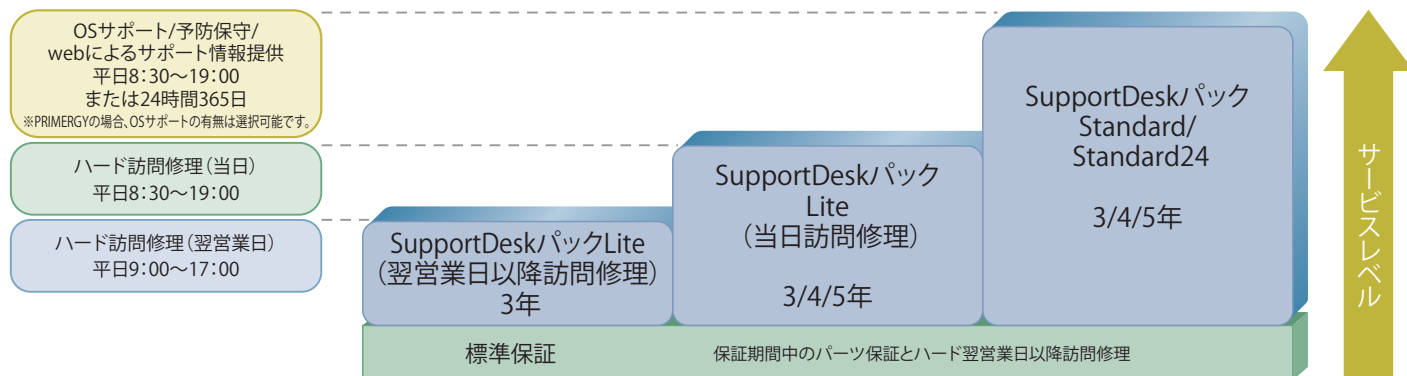 OSサポート/予防保守/
webによるサポート情報提供
平日8：30～19：00
または24時間365日
※PRIMERGYの場合、OSサポートの有無は選択可能です。
ハード訪問修理（当日）
平日8：30～19：00
ハード訪問修理（翌営業日）
平日9：00～17：00
SupportDeskパックLite
（翌営業日以降訪問修理）
3年
SupportDeskパック
Lite
（当日訪問修理）
3/4/5年
SupportDeskパック
Standard/
Standard24
3/4/5年
標準保証
保証期間中のパーツ保証とハード翌営業日以降訪問修理
サービスレベル